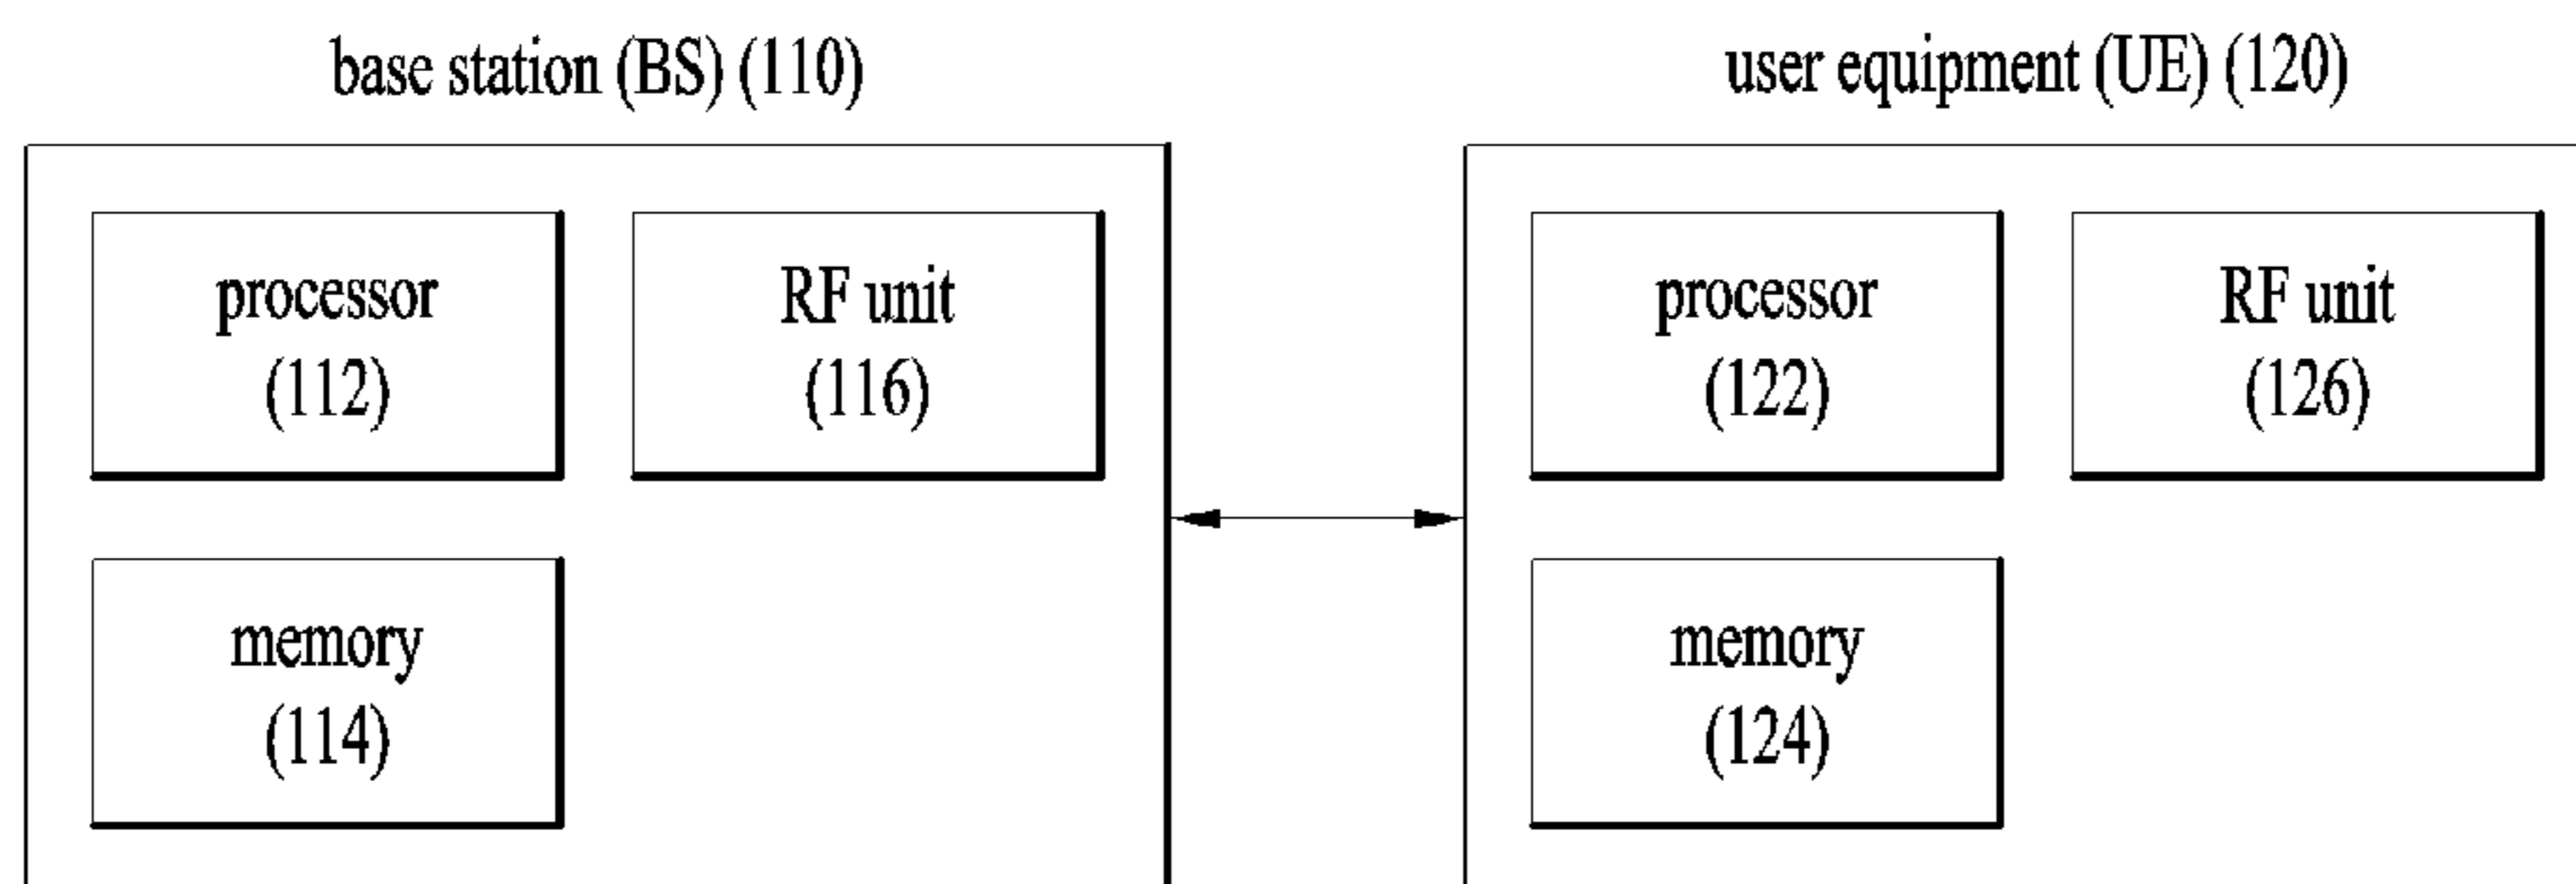 base station (BS) (110)
processor
(112)
RF unit
(116)
memory
(114)
user equipment (UE) (120)
processor
(122)
RF unit
(126)
memory
(124)